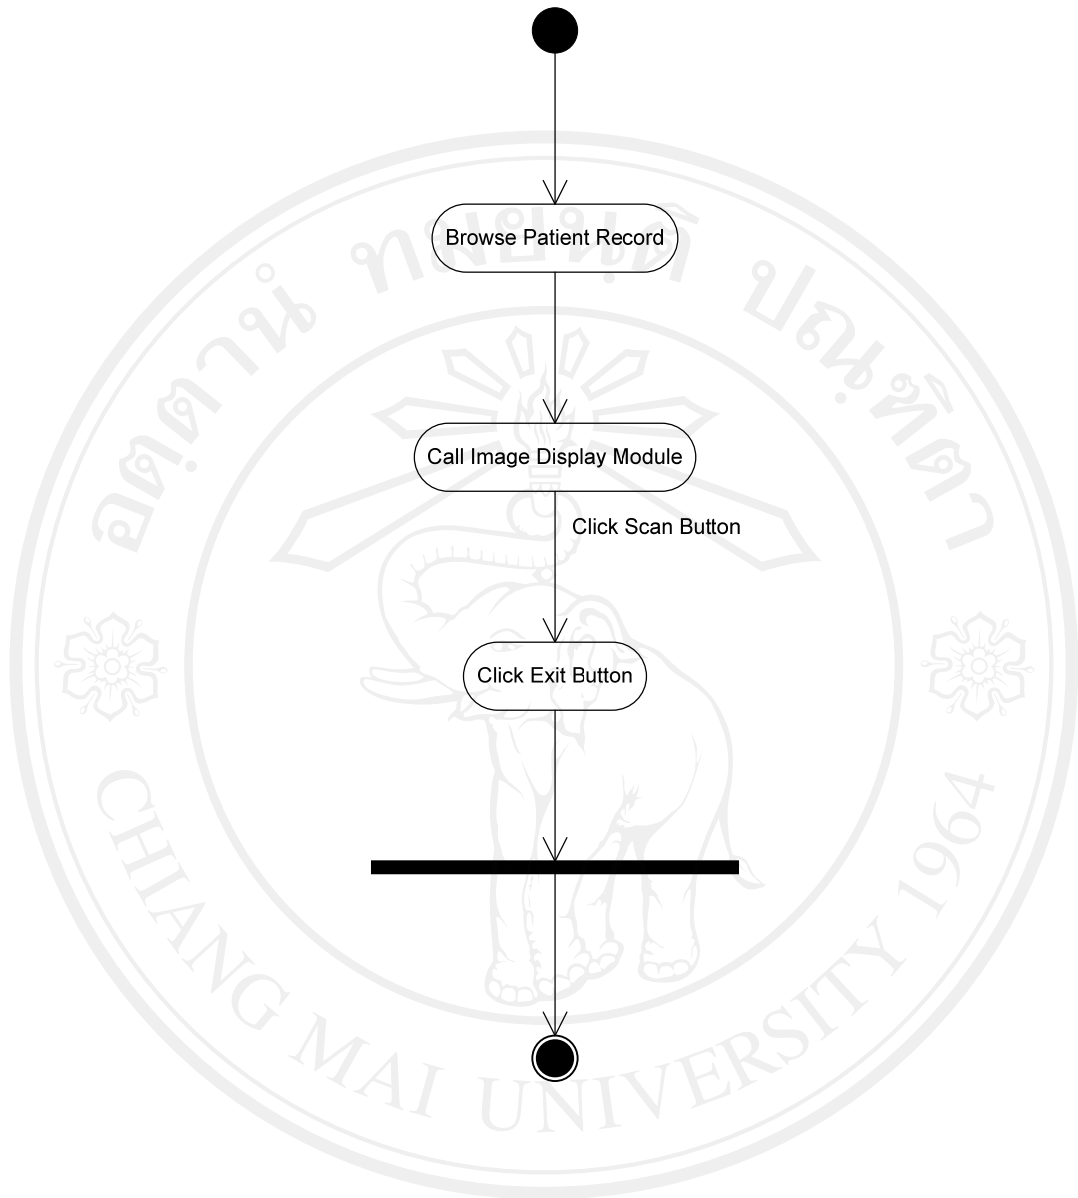 Browse Patient Record
Call Image Display Module
Click Scan Button
Click Exit Button
CHIANG MAI UNIVERSITY 1964